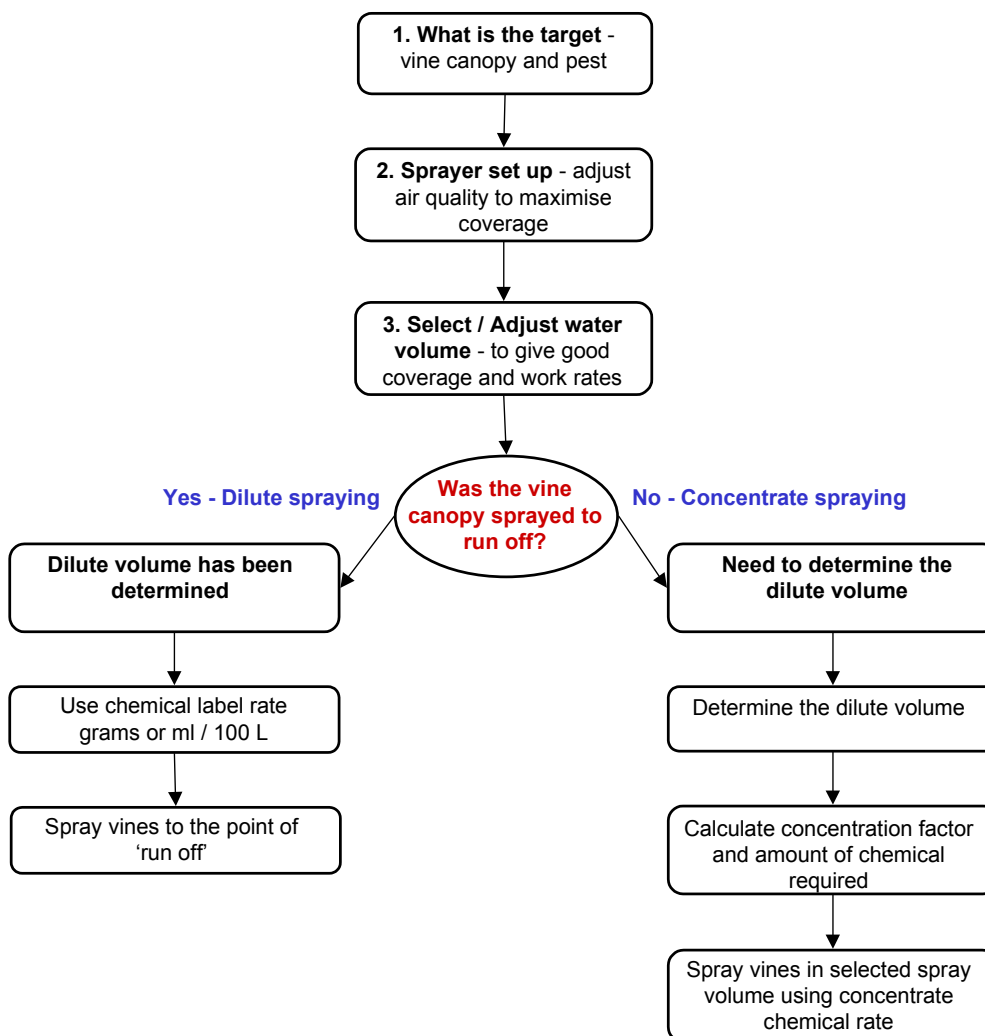 1. What is the target -
vine canopy and pest
2. Sprayer set up - adjust
air quality to maximise
coverage
3. Select / Adjust water
volume - to give good
coverage and work rates
Was the vine
canopy sprayed to
run off?
Yes - Dilute spraying
Dilute volume has been
determined
Use chemical label rate
grams or ml / 100 L
Spray vines to the point of
‘run off’
No - Concentrate spraying
Need to determine the
dilute volume
Determine the dilute volume
Calculate concentration factor
and amount of chemical
required
Spray vines in selected spray
volume using concentrate
chemical rate